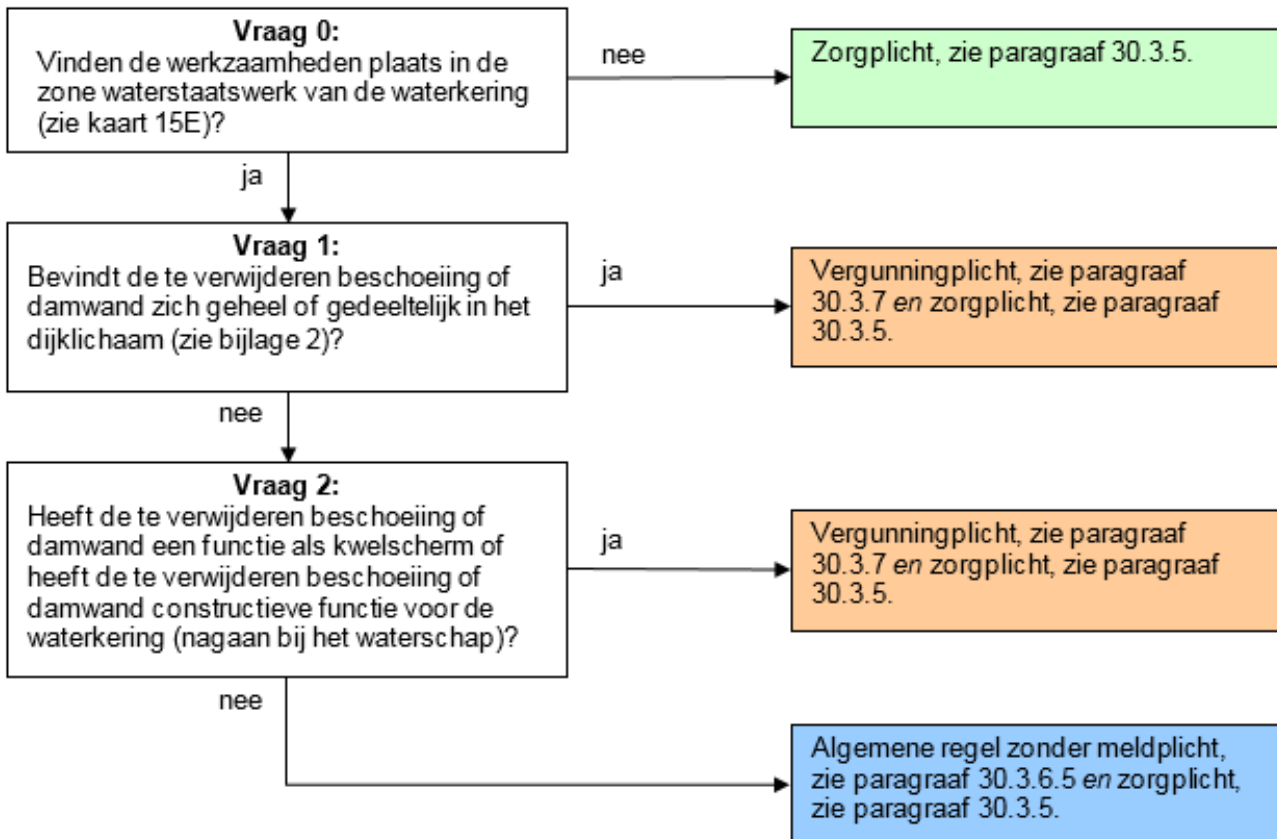 Vraag 0:
Vinden de werkzaamheden plaats in de
zone waterstaatswerk van de waterkering
(zie kaart 15E)?
nee
Zorgplicht, zie paragraaf 30.3.5.
ja
Vraag 1:
Bevindt de te verwijderen beschoeiing of
damwand zich geheel of gedeeltelijk in het
dijklichaam (zie bijlage 2)?
ja
Vergunningplicht, zie paragraaf
30.3.7 en zorgplicht, zie paragraaf
30.3.5.
nee
Vraag 2:
Heeft de te verwijderen beschoeiing of
damwand een functie als kwelscherm of
heeft de te verwijderen beschoeiing of
damwand constructieve functie voor de
waterkering (nagaan bij het waterschap)?
ja
Vergunningplicht, zie paragraaf
30.3.7 en zorgplicht, zie paragraaf
30.3.5.
nee
Algemene regel zonder meldplicht,
zie paragraaf 30.3.6.5 en zorgplicht,
zie paragraaf 30.3.5.